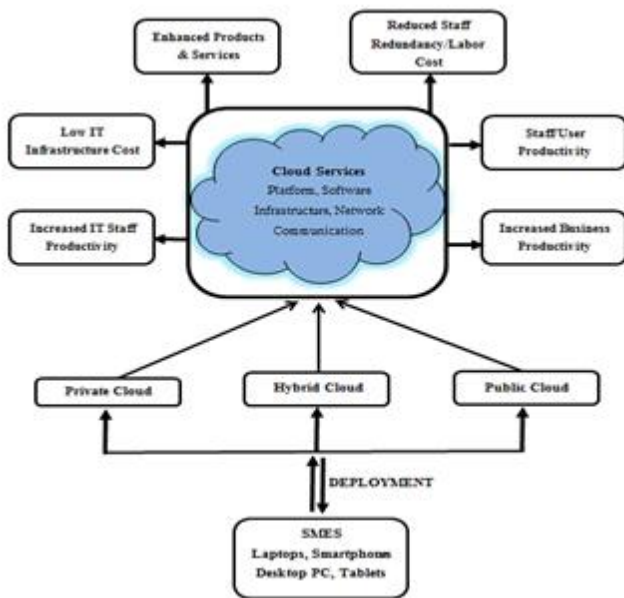 Enhanced Products
& Services
Reduced Staff
Redundancy/Labor
Cost
Low IT
Infrastructure Cost
Staff/User
Productivity
Cloud Services
Platform, Software
Infrastructure, Network
Communication
Increased IT Staff
Productivity
Increased Business
Productivity
Private Cloud
Hybrid Cloud
Public Cloud
DEPLOYMENT
SMES
Laptops, Smartphones
Desktop PC, Tablets